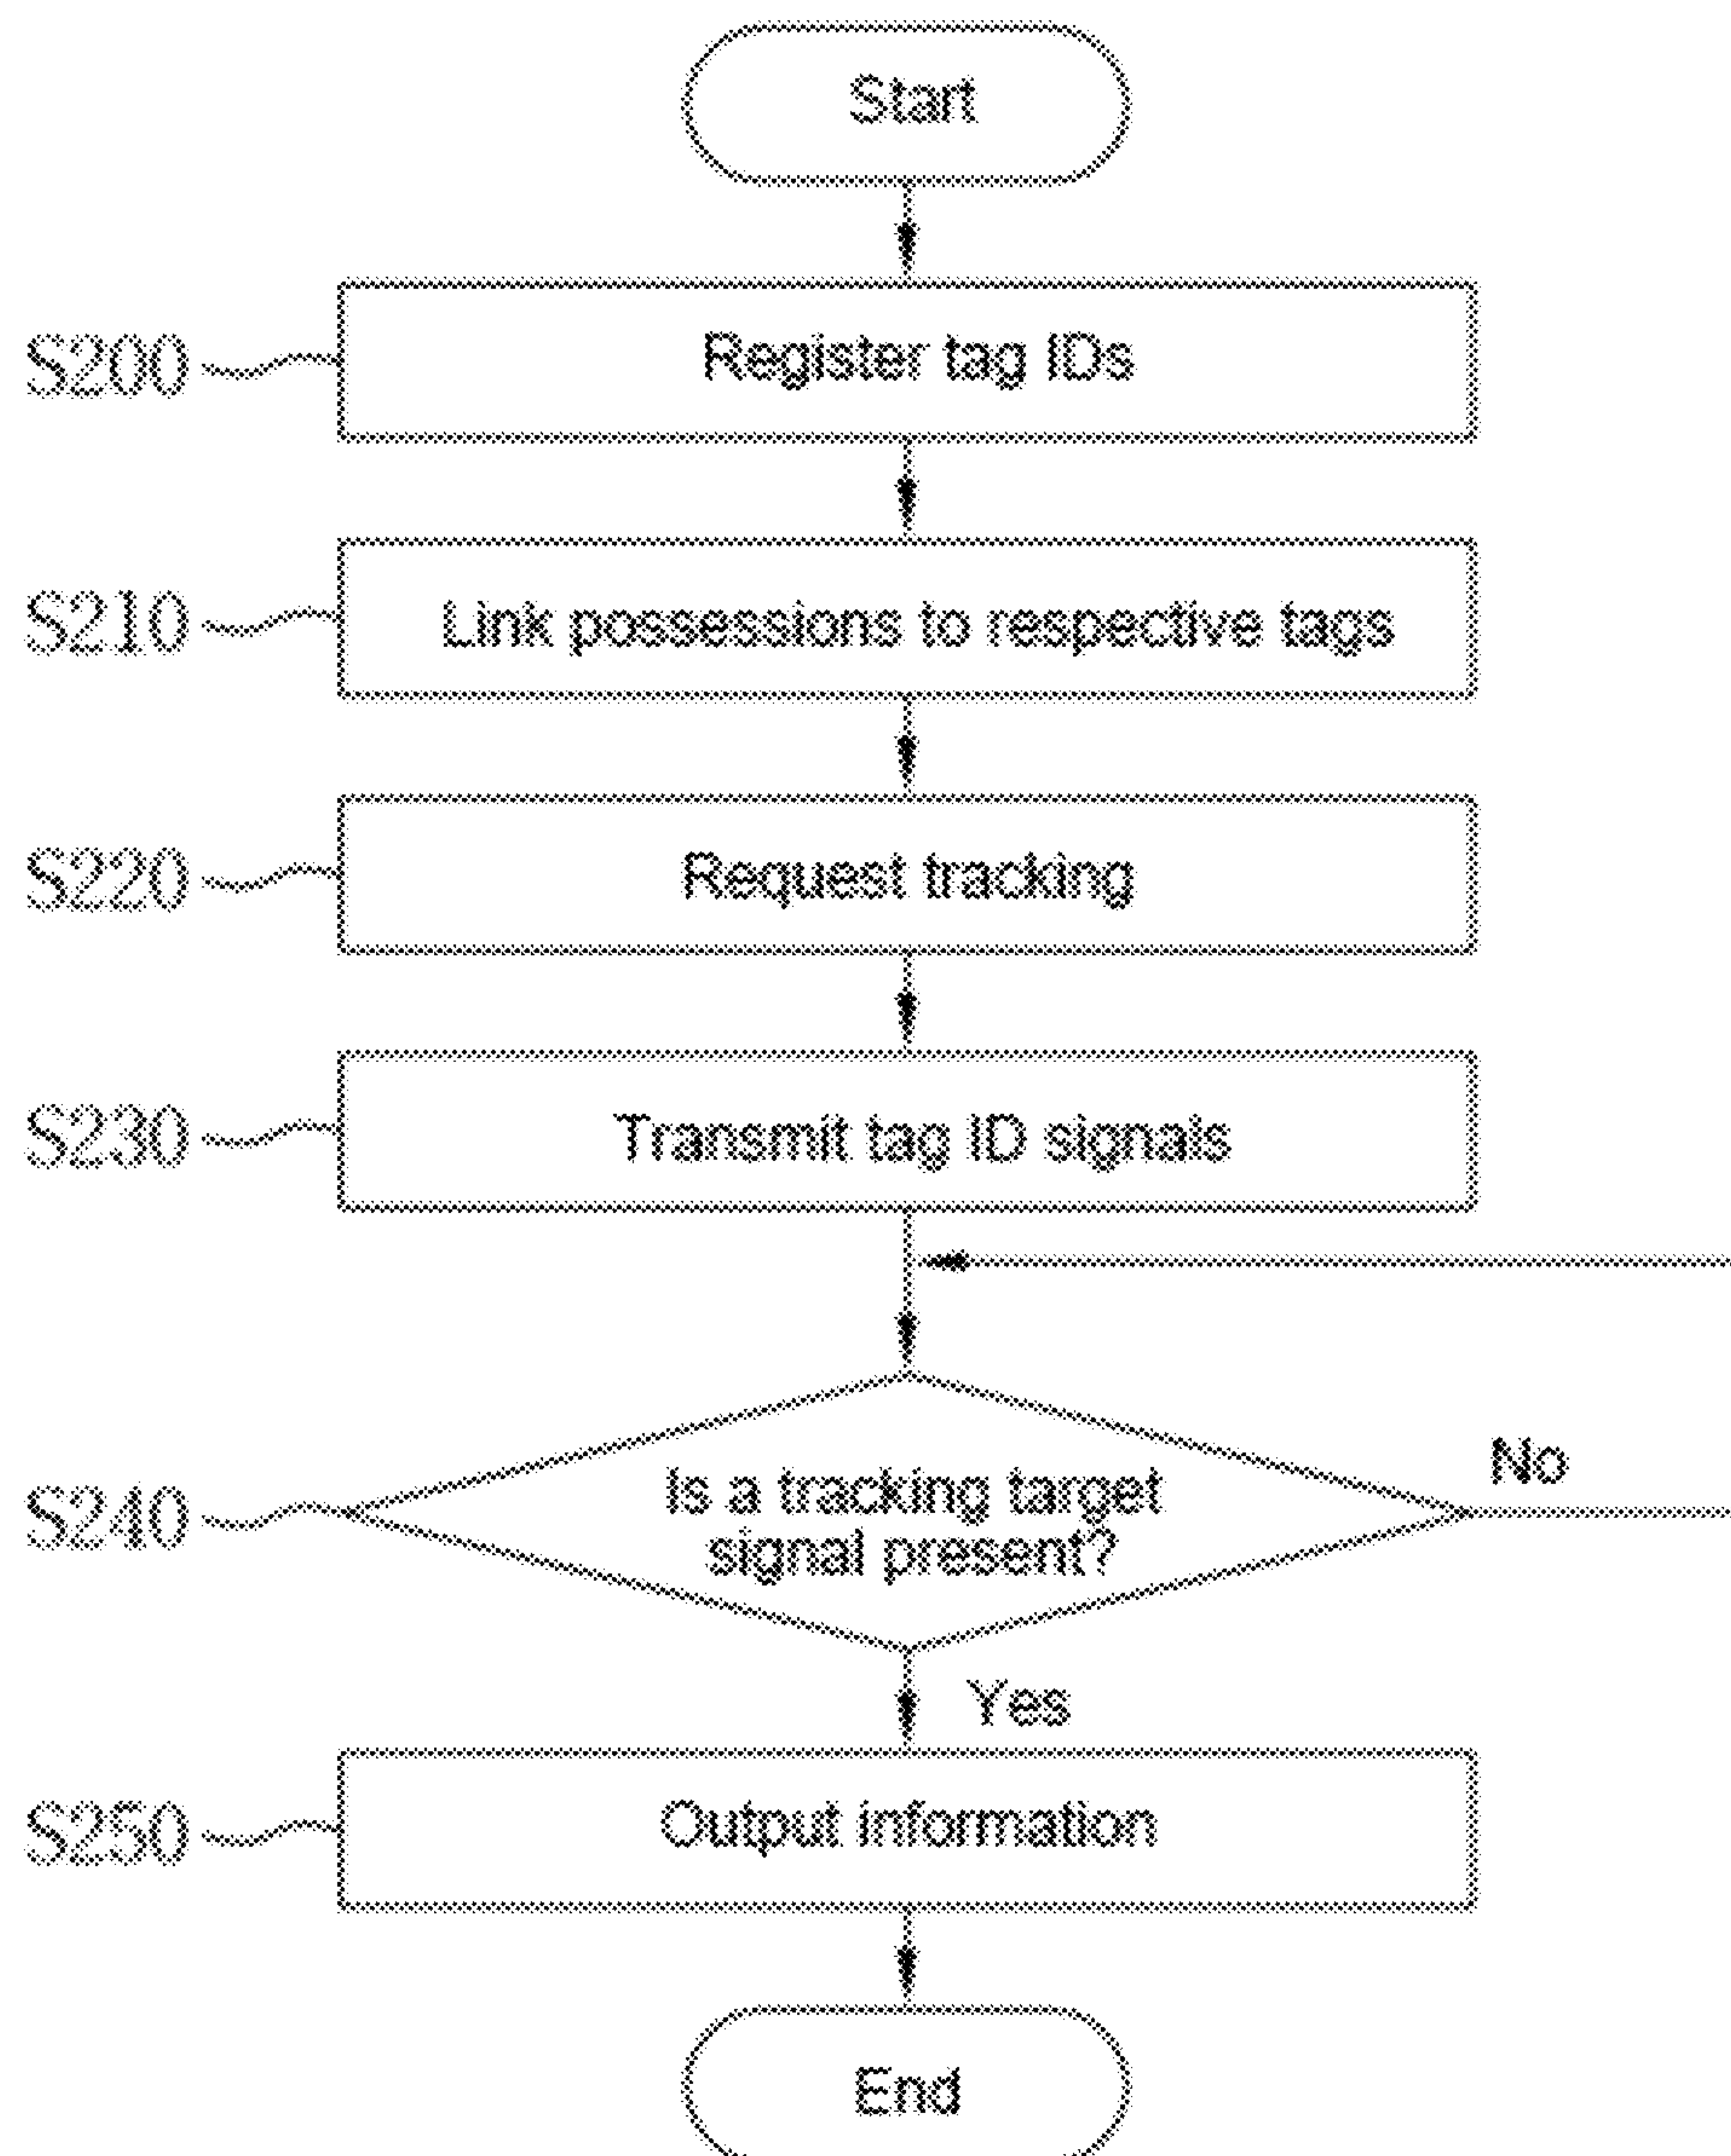 Start
S200
Register tag IDs
S210
Link possessions to respective tags
S220
Request tracking
S230
Transmit tag ID signals
S240
Is a tracking target
signal present?
No
Yes
S250
Output information
End